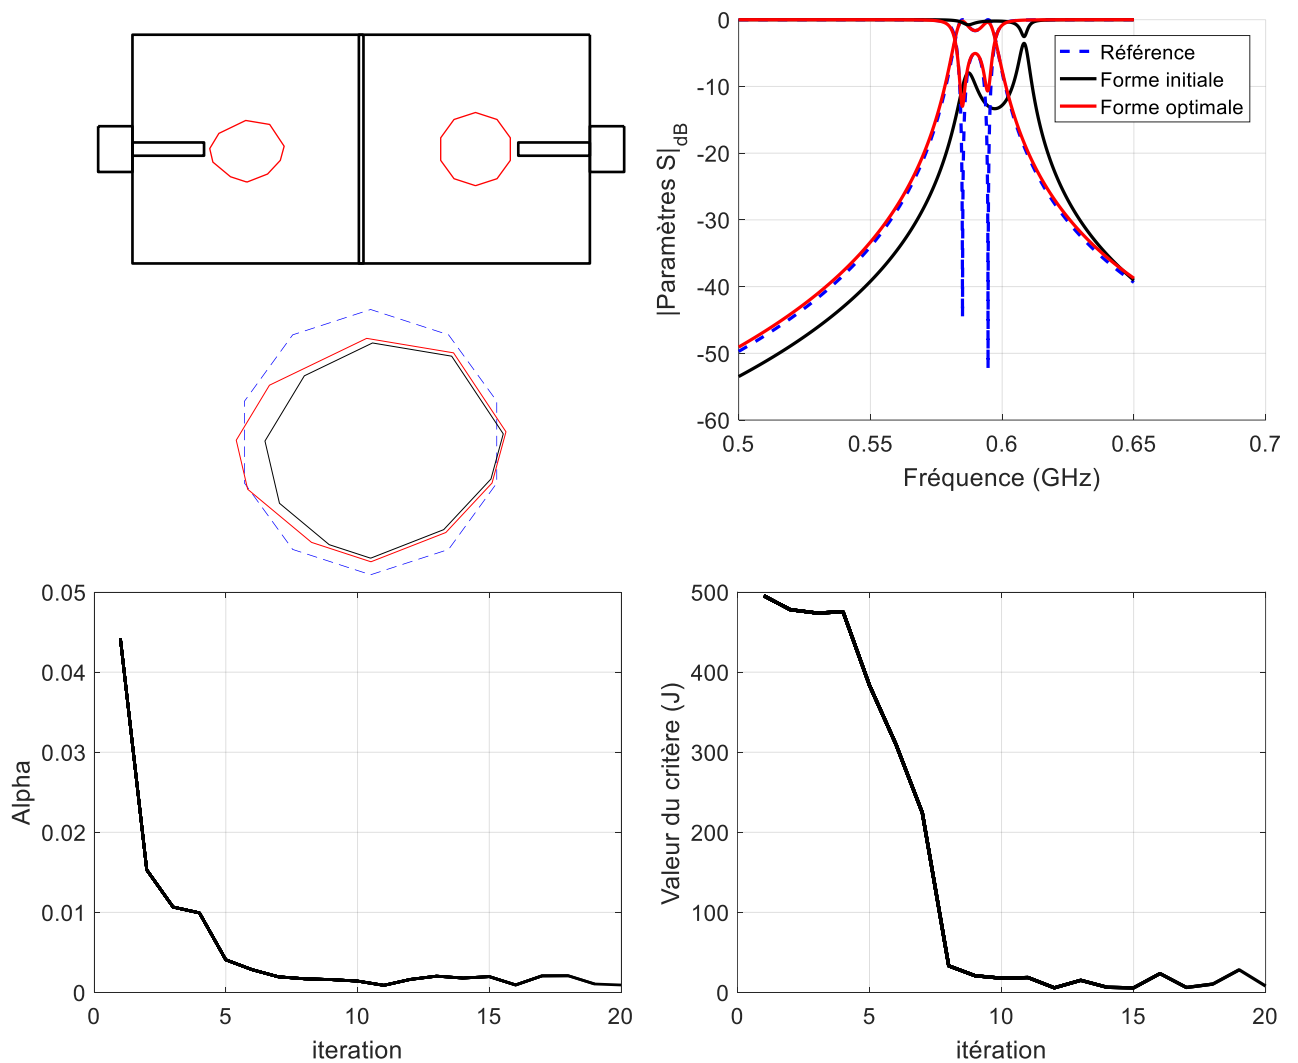 0
-10
-20
-30
-40
-50
-60
|Paramètres S|dB
Référence
Forme initiale
Forme optimale
0.5 0.55 0.6 0.65 0.7
Fréquence (GHz)
0.05
0.04
0.03
0.02
0.01
0
Alpha
0 5 10 15 20
iteration
500
400
300
200
100
0
Valeur du critère (J)
0 5 10 15 20
itération